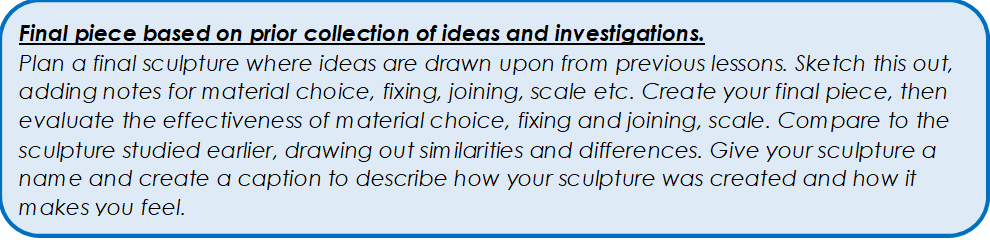 Final piece based on prior collection of ideas and investigations.
Plan a final sculpture where ideas are drawn upon from previous lessons. Sketch this out,
adding notes for material choice, fixing, joining, scale etc. Create your final piece, then
evaluate the effectiveness of material choice, fixing and joining, scale. Compare to the
sculpture studied earlier, drawing out similarities and differences. Give your sculpture a
name and create a caption to describe how your sculpture was created and how it
makes you feel.